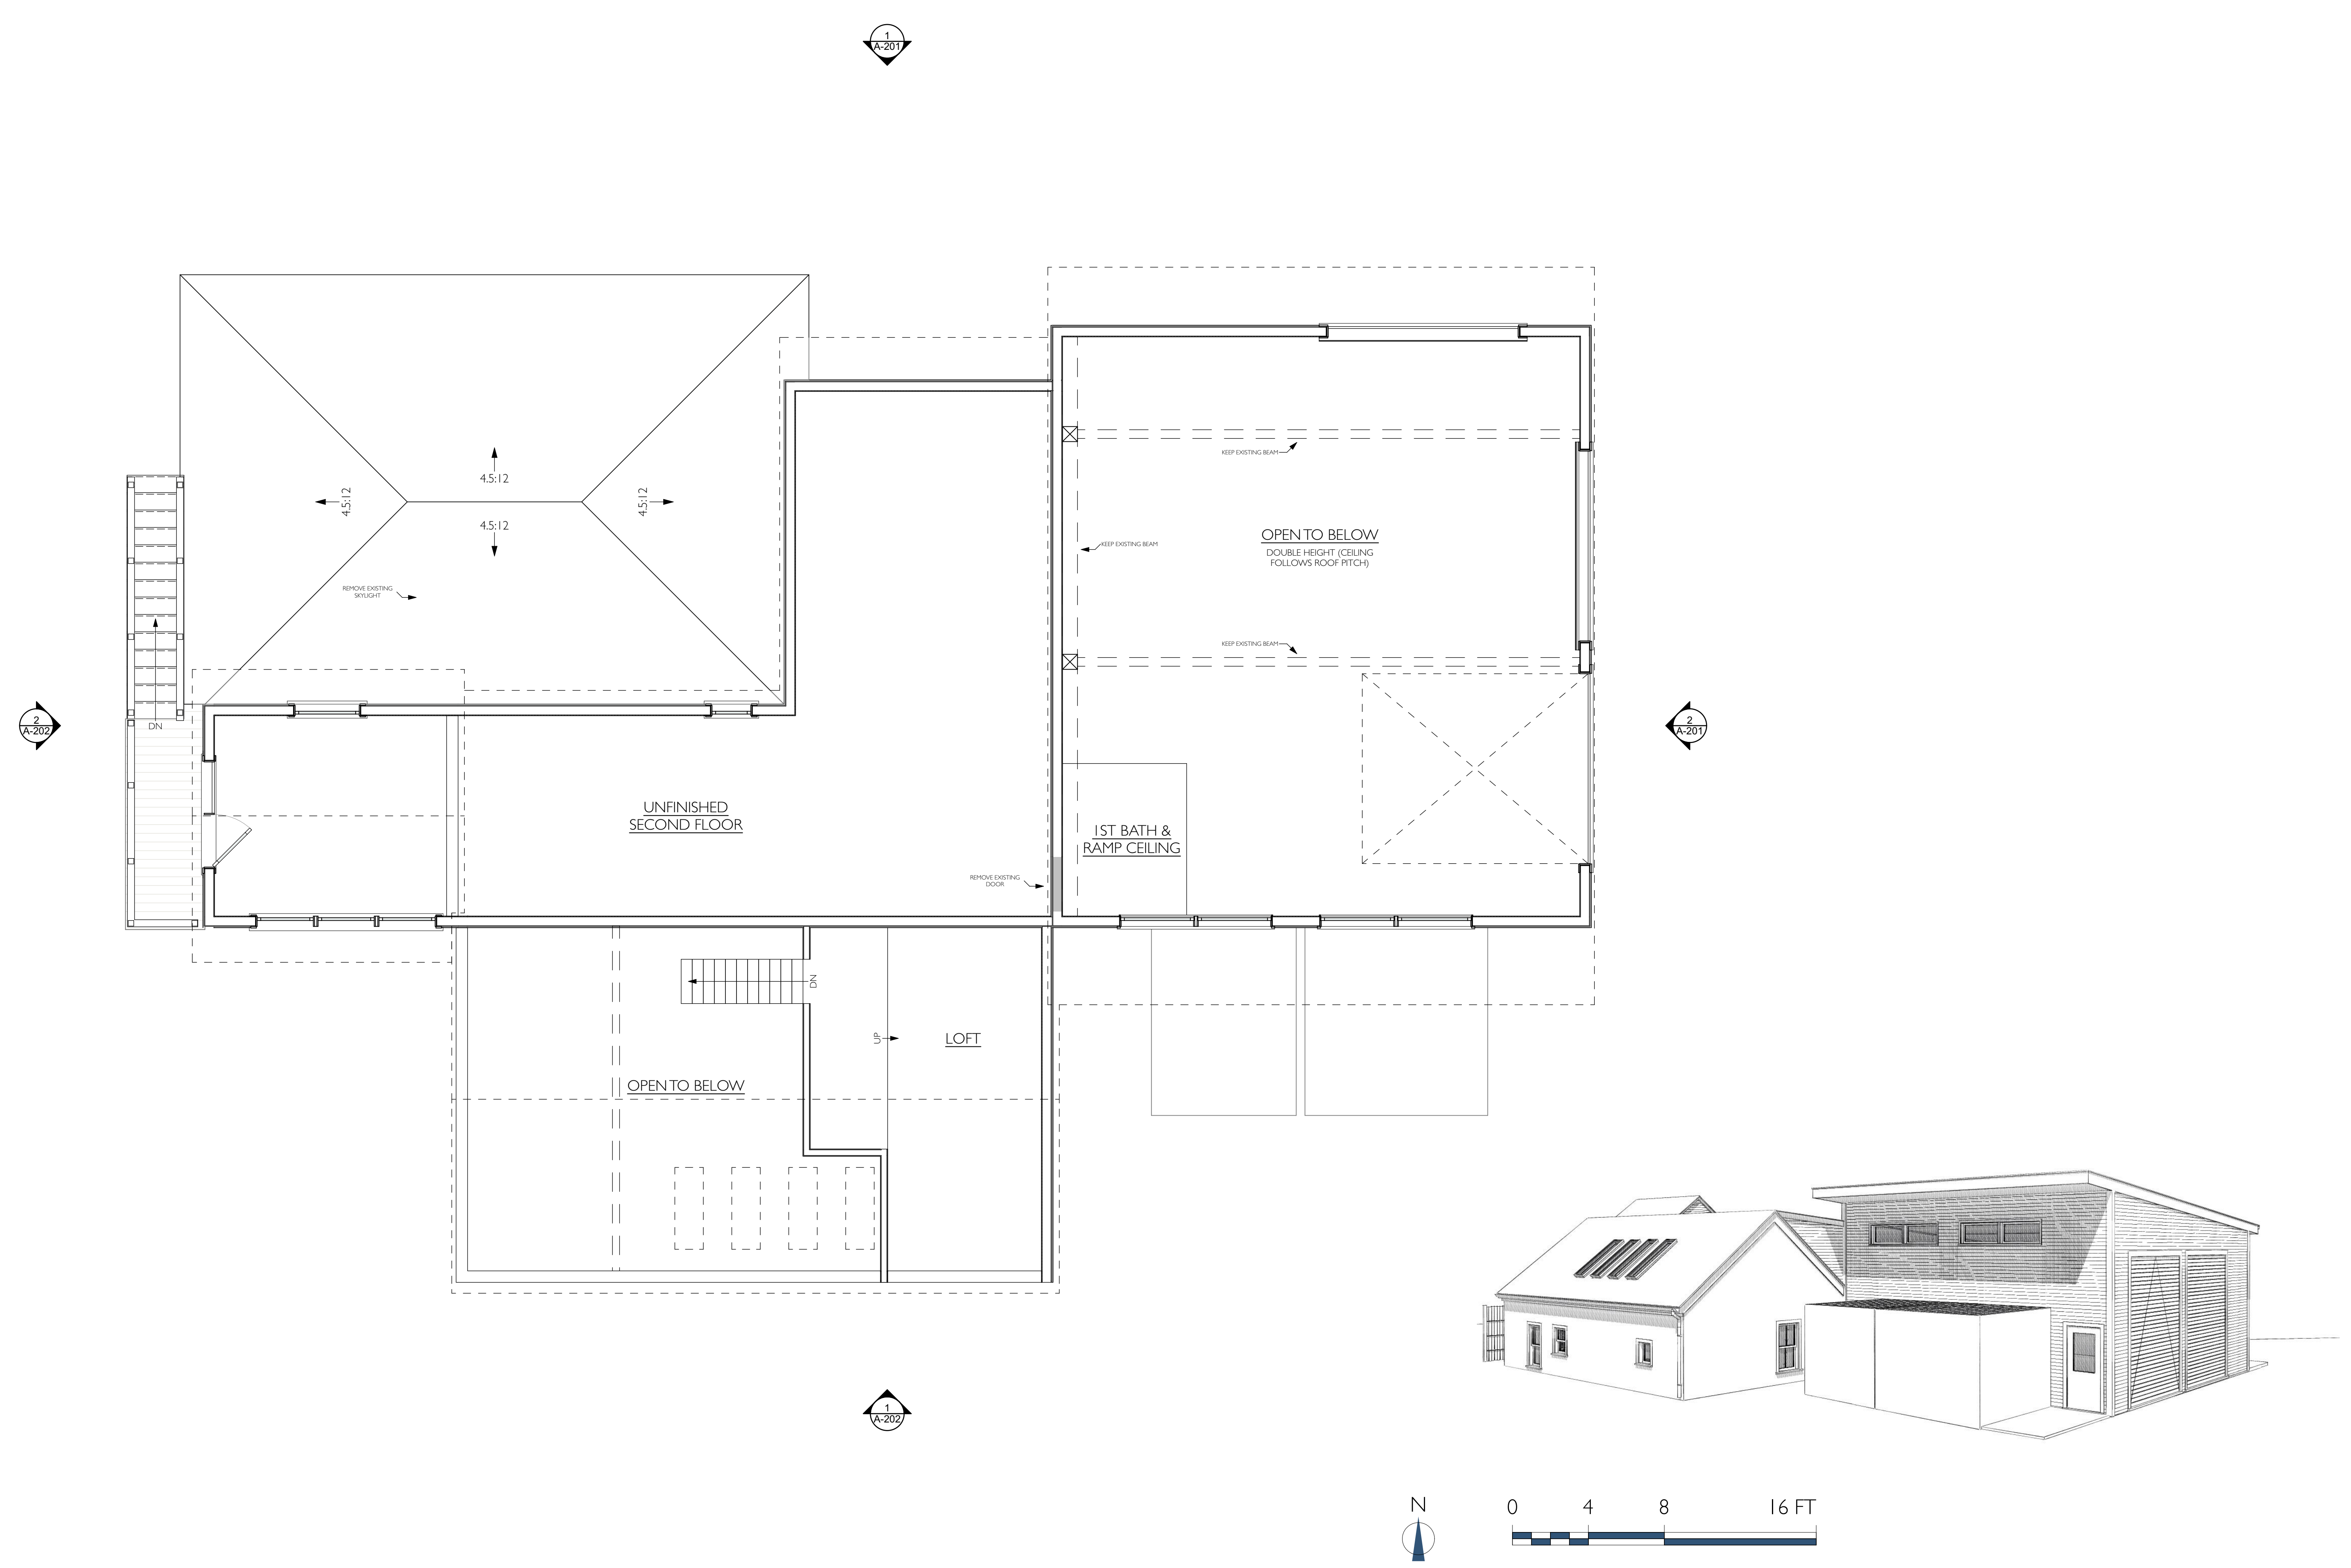 1
A-201
4.5:12
4.5:12
4.5:12
4.5:12
KEEP EXISTING BEAM
OPEN TO BELOW
DOUBLE HEIGHT (CEILING
FOLLOWS ROOF PITCH)
KEEP EXISTING BEAM
REMOVE EXISTING
SKYLIGHT
KEEP EXISTING BEAM
2
A-202
DN
2
A-201
UNFINISHED
SECOND FLOOR
1ST BATH &
RAMP CEILING
REMOVE EXISTING
DOOR
DN
UP
LOFT
OPEN TO BELOW
1
A-202
N
0 4 8 16 FT